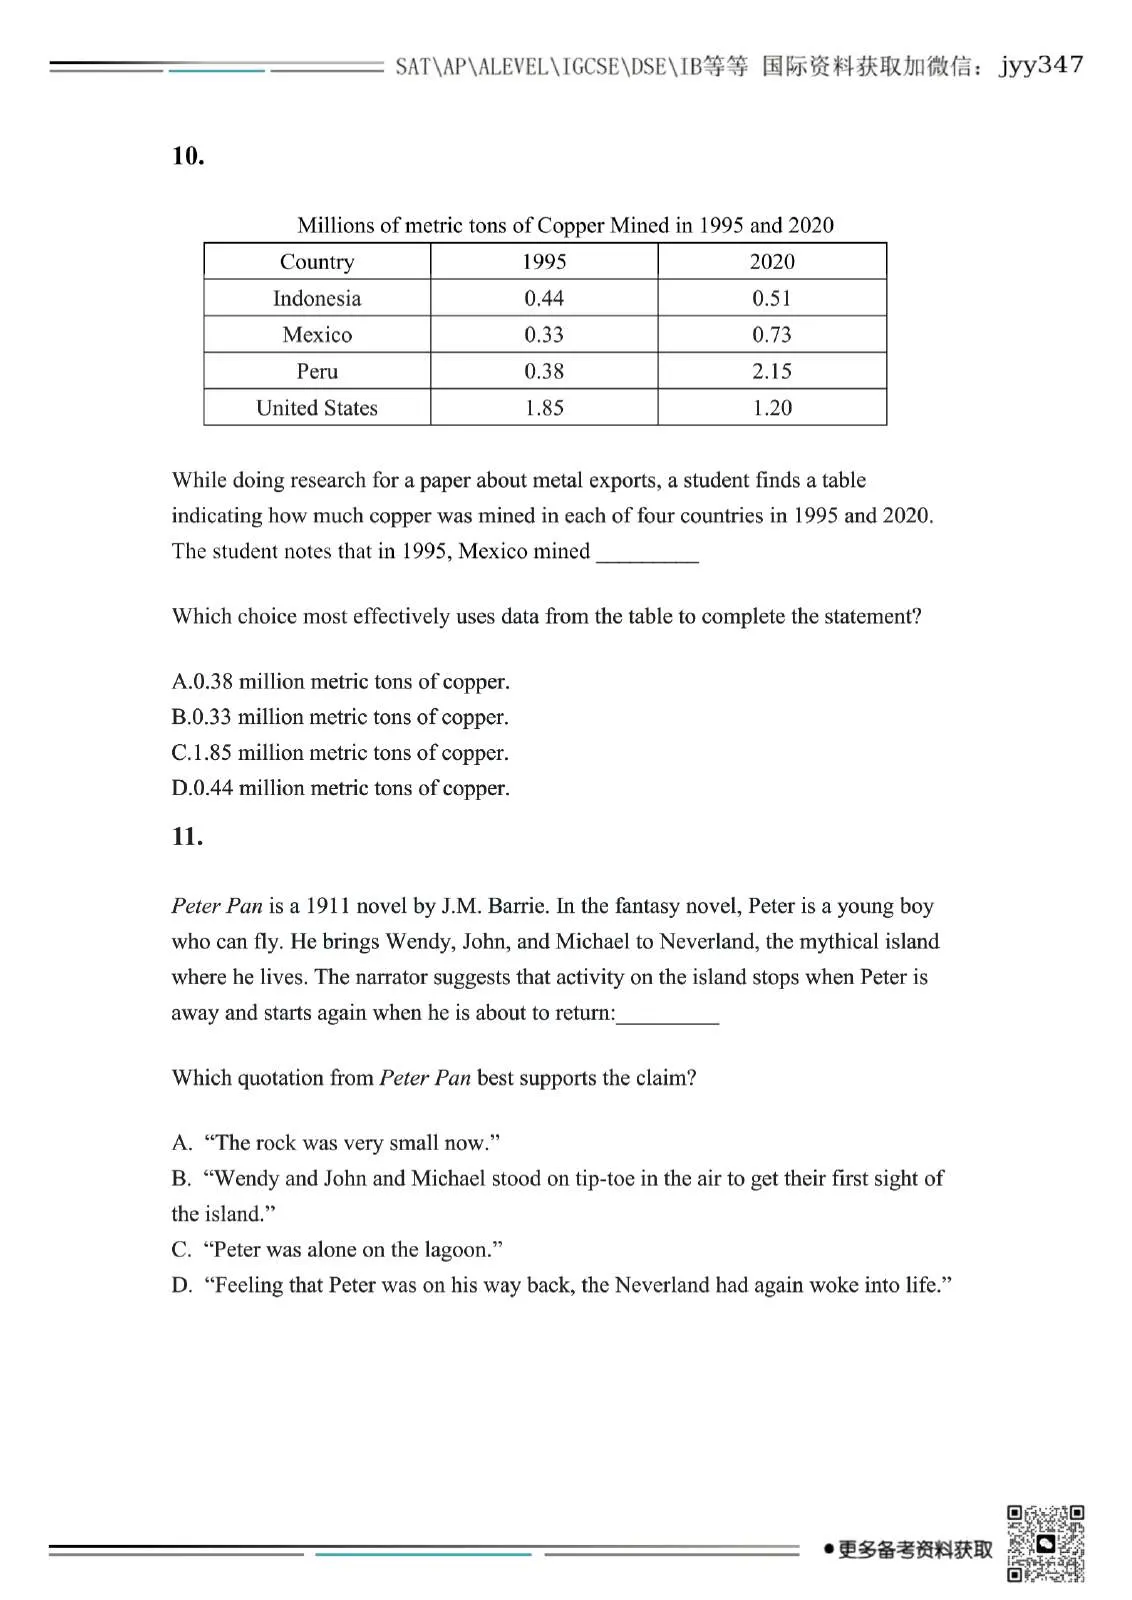 SAT\AP\ALEVEL\IGCSE\DSE\IB等等 国际资料获取加微信： jyy347
10.
Millions of metric tons of Copper Mined in 1995 and 2020
Country 1995 2020
Indonesia 0.44 0.51
Mexico 0.33 0.73
Peru 0.38 2.15
United States 1.85 1.20
While doing research for a paper about metal exports, a student finds a table
indicating how much copper was mined in each of four countries in 1995 and 2020.
The student notes that in 1995, Mexico mined _________
Which choice most effectively uses data from the table to complete the statement?
A.0.38 million metric tons of copper.
B.0.33 million metric tons of copper.
C.1.85 million metric tons of copper.
D.0.44 million metric tons of copper.
11.
Peter Pan is a 1911 novel by J.M. Barrie. In the fantasy novel, Peter is a young boy
who can fly. He brings Wendy, John, and Michael to Neverland, the mythical island
where he lives. The narrator suggests that activity on the island stops when Peter is
away and starts again when he is about to return:_________
Which quotation from Peter Pan best supports the claim?
A. “The rock was very small now.”
B. “Wendy and John and Michael stood on tip-toe in the air to get their first sight of
the island.”
C. “Peter was alone on the lagoon.”
D. “Feeling that Peter was on his way back, the Neverland had again woke into life.”
●更多备考资料获取